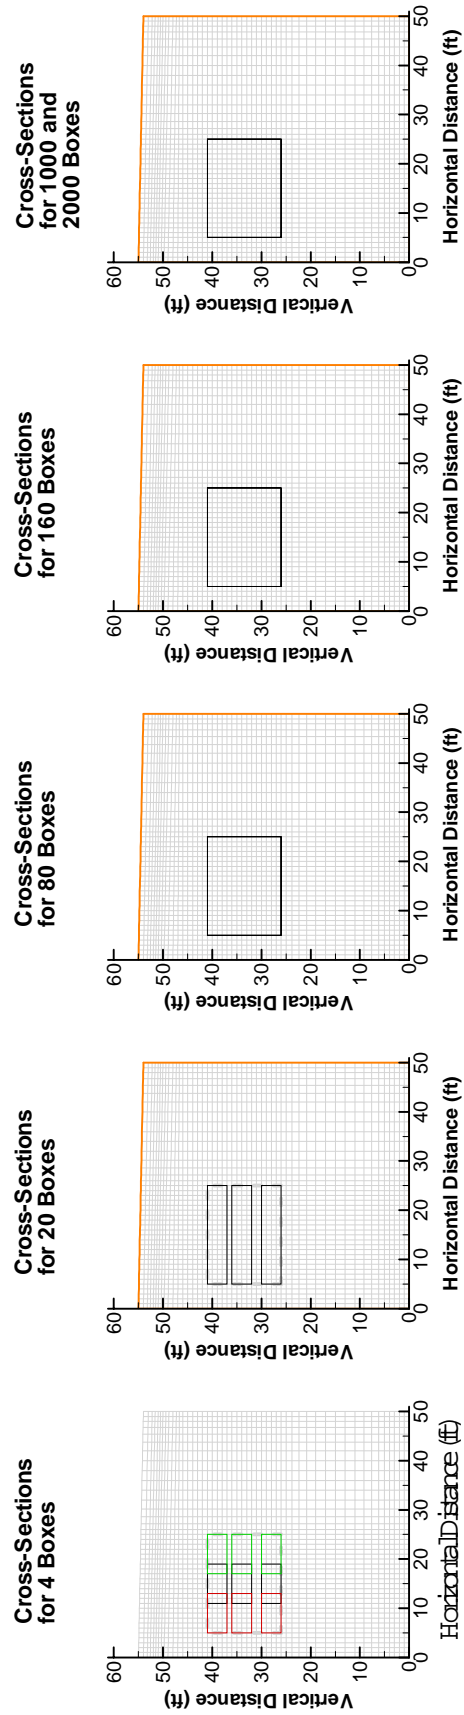 Cross-Sections
for 4 Boxes
Vertical Distance (ft)
60
50
40
30
20
10
0
0 10 20 30 40 50
Horizontal Distance (ft)
Cross-Sections
for 20 Boxes
Vertical Distance (ft)
60
50
40
30
20
10
0
0 10 20 30 40 50
Horizontal Distance (ft)
Cross-Sections
for 80 Boxes
Vertical Distance (ft)
60
50
40
30
20
10
0
0 10 20 30 40 50
Horizontal Distance (ft)
Cross-Sections
for 160 Boxes
Vertical Distance (ft)
60
50
40
30
20
10
0
0 10 20 30 40 50
Horizontal Distance (ft)
Cross-Sections
for 1000 and
2000 Boxes
Vertical Distance (ft)
60
50
40
30
20
10
0
0 10 20 30 40 50
Horizontal Distance (ft)